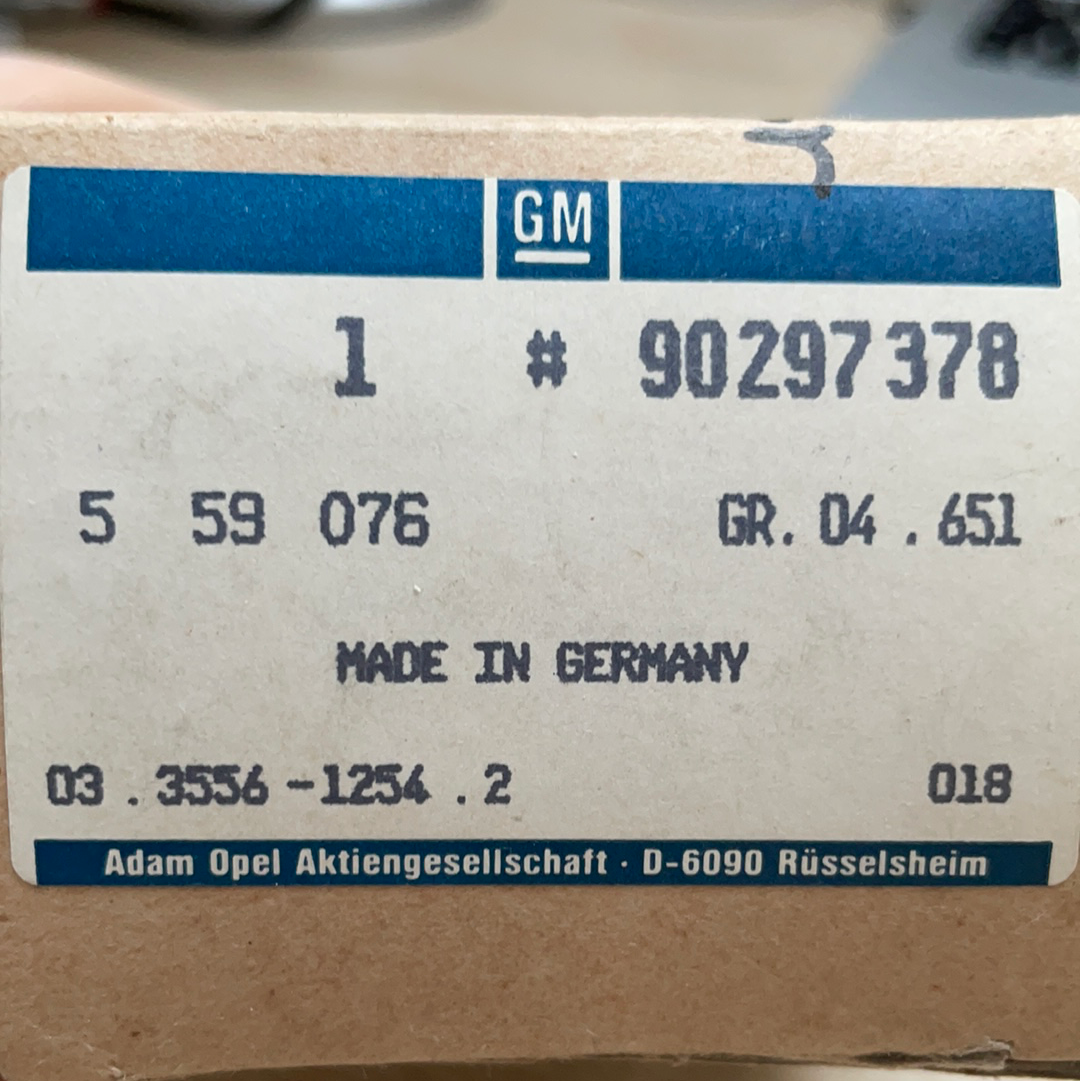 GM
1 # 90297378
5 59 076 GR. 04 . 651
MADE IN GERMANY
03 . 3556 -1254 . 2 018
Adam Opel Aktiengesellschaft · D-6090 Rüsselsheim